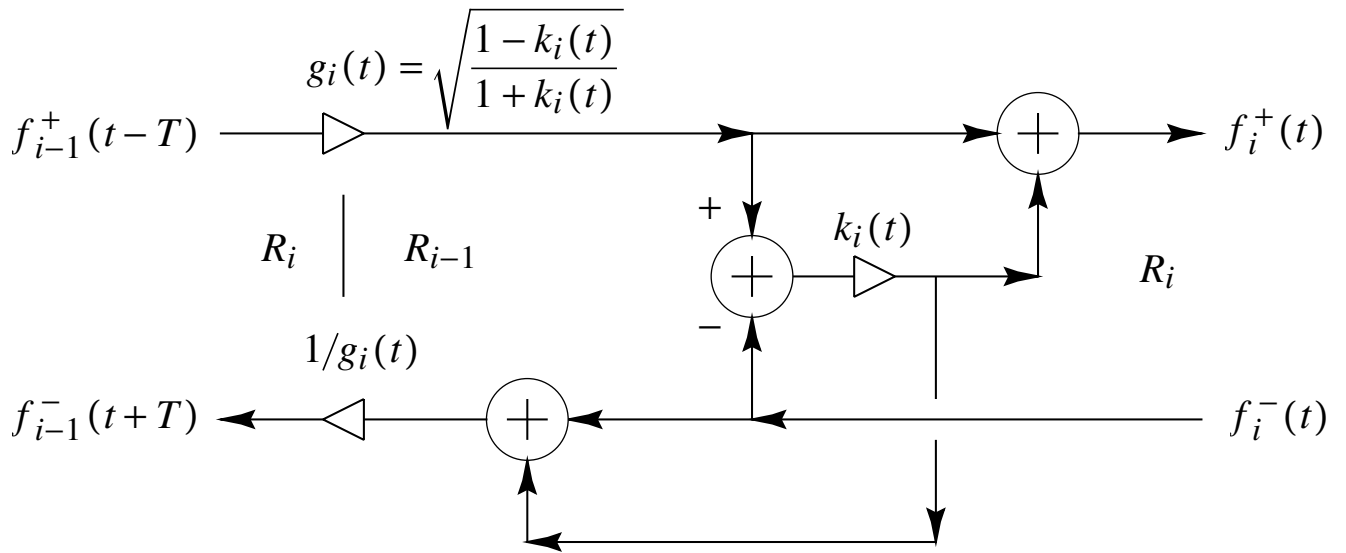 g_i(t) = √((1 − k_i(t))/(1 + k_i(t)))
f⁺_{i−1}(t − T)
f⁺_i(t)
+
+
k_i(t)
R_i
R_{i−1}
+
R_i
−
1/g_i(t)
f⁻_{i−1}(t + T)
+
f⁻_i(t)